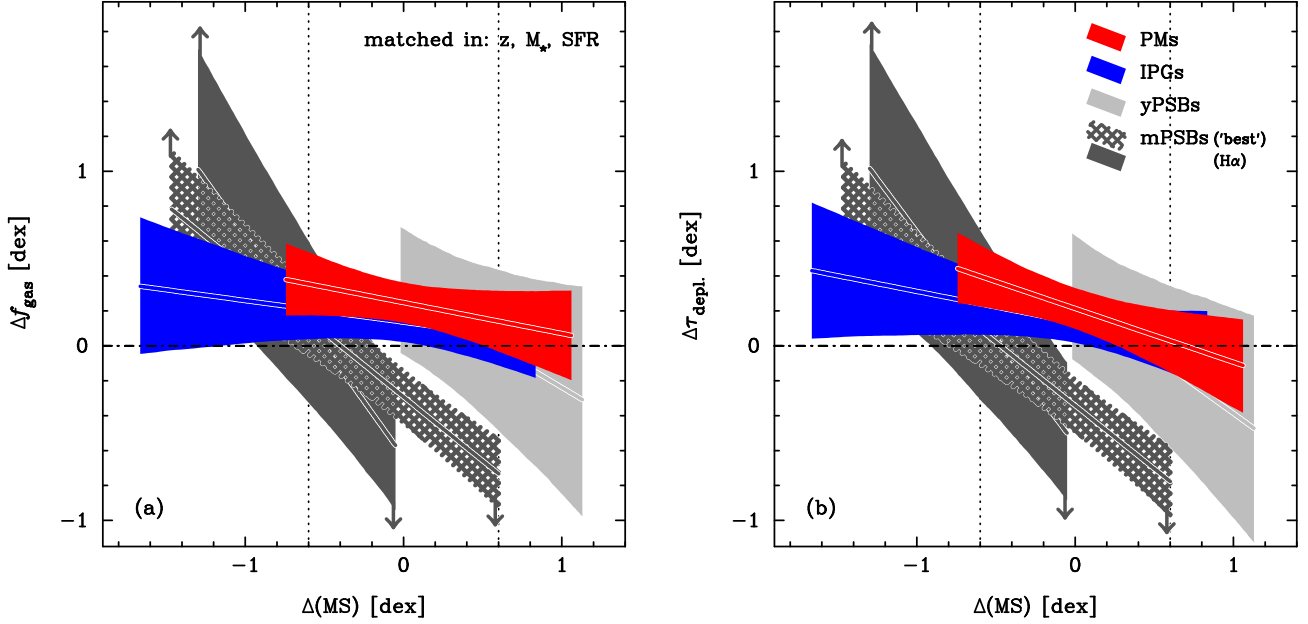 matched in: z, M⋆, SFR
1
0
−1
Δf_gas [dex]
(a)
−1
0
1
Δ(MS) [dex]
PMs
IPGs
yPSBs
mPSBs ('best')
(Hα)
1
0
−1
Δτ_depl. [dex]
(b)
−1
0
1
Δ(MS) [dex]